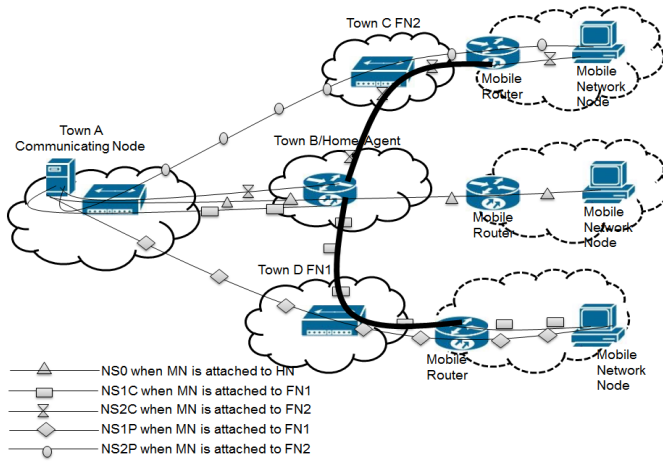 Town C FN2
Mobile
Router
Mobile
Network
Node
Town A
Communicating Node
Town B/Home Agent
Mobile
Router
Mobile
Network
Node
Town D FN1
Mobile
Router
Mobile
Network
Node
NS0 when MN is attached to HN
NS1C when MN is attached to FN1
NS2C when MN is attached to FN2
NS1P when MN is attached to FN1
NS2P when MN is attached to FN2